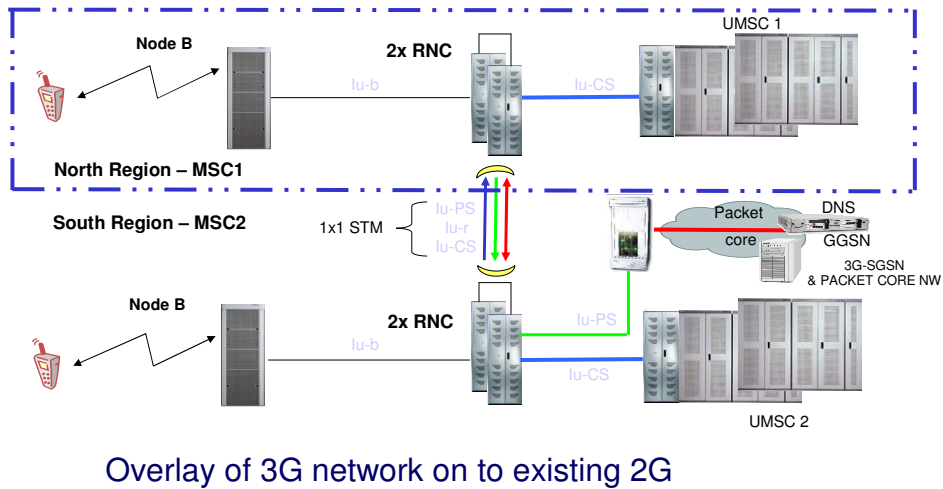 UMSC 1
Node B
2x RNC
Iu-b
Iu-CS
North Region – MSC1
South Region – MSC2
1x1 STM
Iu-PS
Iu-r
Iu-CS
Packet
core
DNS
GGSN
3G-SGSN
& PACKET CORE NW
Node B
2x RNC
Iu-PS
Iu-b
Iu-CS
UMSC 2
Overlay of 3G network on to existing 2G